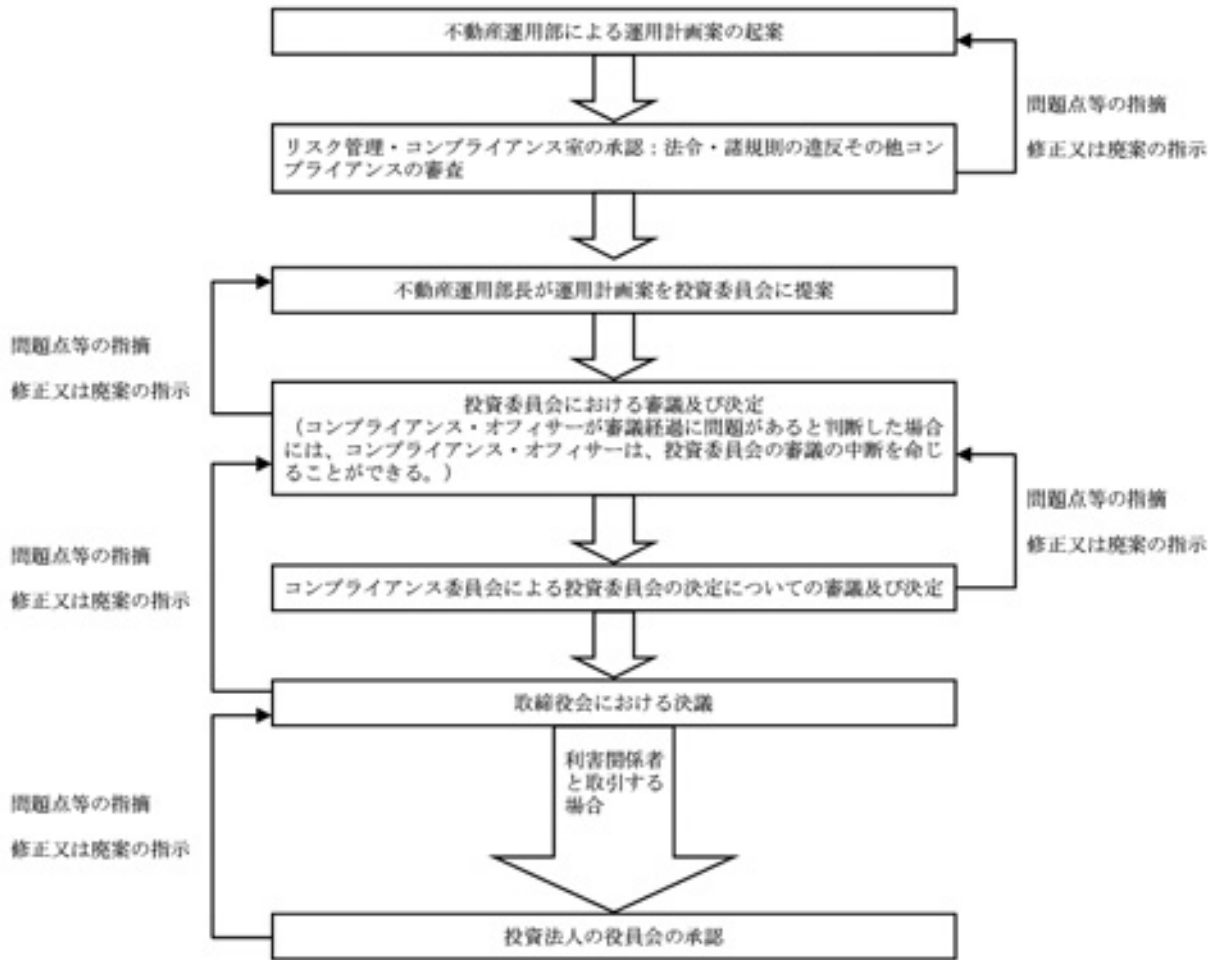 不動産運用部による運用計画案の起案
問題点等の指摘
修正又は廃案の指示
リスク管理・コンプライアンス室の承認：法令・諸規則の違反その他コン
プライアンスの審査
不動産運用部長が運用計画案を投資委員会に提案
問題点等の指摘
修正又は廃案の指示
投資委員会における審議及び決定
（コンプライアンス・オフィサーが審議経過に問題があると判断した場合
には、コンプライアンス・オフィサーは、投資委員会の審議の中断を命じ
ることができる。）
問題点等の指摘
修正又は廃案の指示
問題点等の指摘
修正又は廃案の指示
コンプライアンス委員会による投資委員会の決定についての審議及び決定
取締役会における決議
利害関係者
と取引する
場合
問題点等の指摘
修正又は廃案の指示
投資法人の役員会の承認